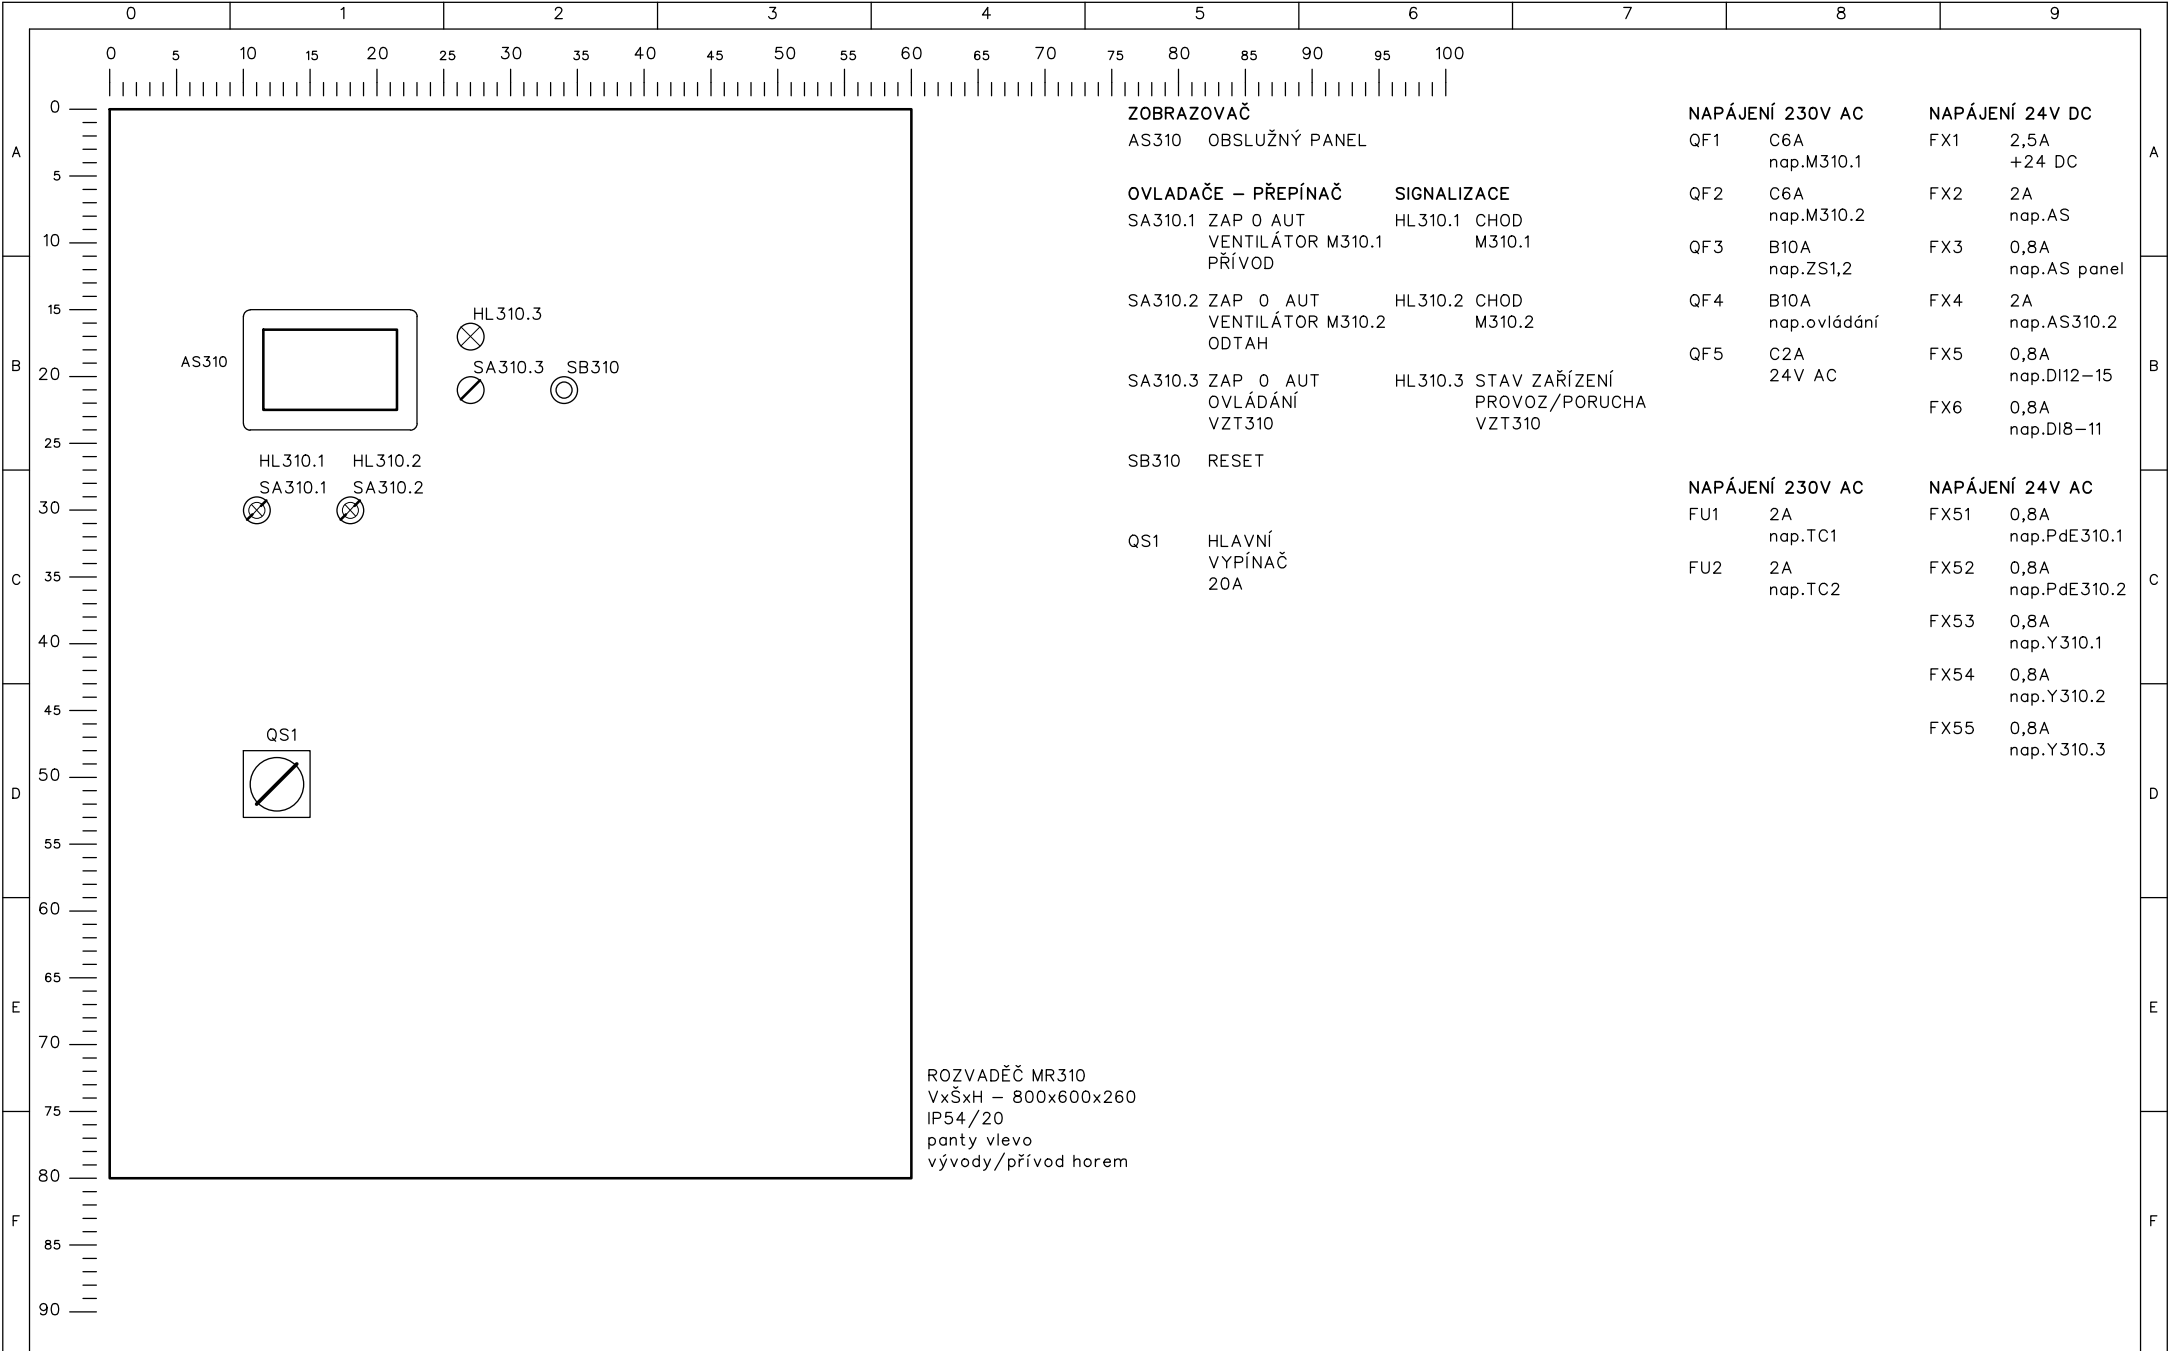 0 1 2 3 4 5 6 7 8 9
0 5 10 15 20 25 30 35 40 45 50 55 60 65 70 75 80 85 90 95 100
0
5
10
15
20
25
30
35
40
45
50
55
60
65
70
75
80
85
90
A
B
C
D
E
F
AS310
HL310.3
SA310.3 SB310
HL310.1 HL310.2
SA310.1 SA310.2
QS1
ROZVADĚČ MR310
VxŠxH – 800x600x260
IP54/20
panty vlevo
vývody/přívod horem
ZOBRAZOVAČ
AS310 OBSLUŽNÝ PANEL
OVLADAČE – PŘEPÍNAČ
SA310.1 ZAP 0 AUT
VENTILÁTOR M310.1
PŘÍVOD
SA310.2 ZAP 0 AUT
VENTILÁTOR M310.2
ODTAH
SA310.3 ZAP 0 AUT
OVLÁDÁNÍ
VZT310
SB310 RESET
QS1 HLAVNÍ
VYPÍNAČ
20A
SIGNALIZACE
HL310.1 CHOD
M310.1
HL310.2 CHOD
M310.2
HL310.3 STAV ZAŘÍZENÍ
PROVOZ/PORUCHA
VZT310
NAPÁJENÍ 230V AC
QF1 C6A
nap.M310.1
QF2 C6A
nap.M310.2
QF3 B10A
nap.ZS1,2
QF4 B10A
nap.ovládání
QF5 C2A
24V AC
NAPÁJENÍ 230V AC
FU1 2A
nap.TC1
FU2 2A
nap.TC2
NAPÁJENÍ 24V DC
FX1 2,5A
+24 DC
FX2 2A
nap.AS
FX3 0,8A
nap.AS panel
FX4 2A
nap.AS310.2
FX5 0,8A
nap.DI12–15
FX6 0,8A
nap.DI8–11
NAPÁJENÍ 24V AC
FX51 0,8A
nap.PdE310.1
FX52 0,8A
nap.PdE310.2
FX53 0,8A
nap.Y310.1
FX54 0,8A
nap.Y310.2
FX55 0,8A
nap.Y310.3
A
B
C
D
E
F